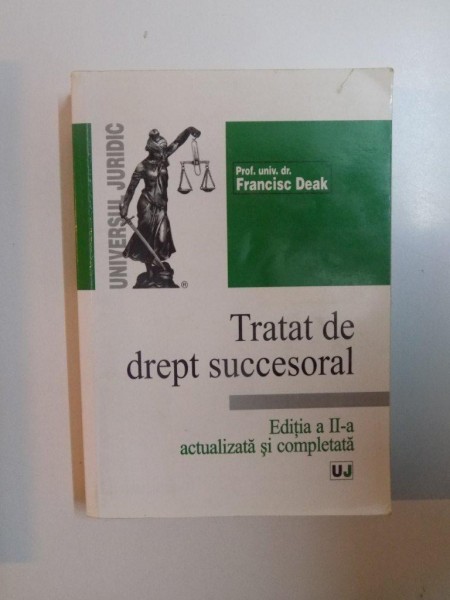 UNIVERSUL JURIDIC
®
Prof. univ. dr.
Francisc Deak
Tratat de
drept succesoral
Ediția a II-a
actualizată și completată
UJ